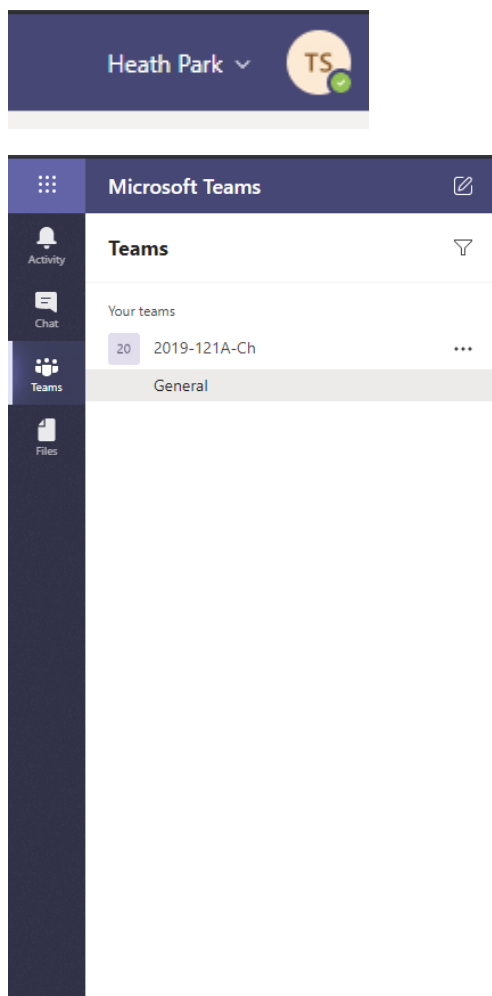 Heath Park
TS
Microsoft Teams
Activity
Teams
Chat
Your teams
20 2019-121A-Ch
Teams
General
Files